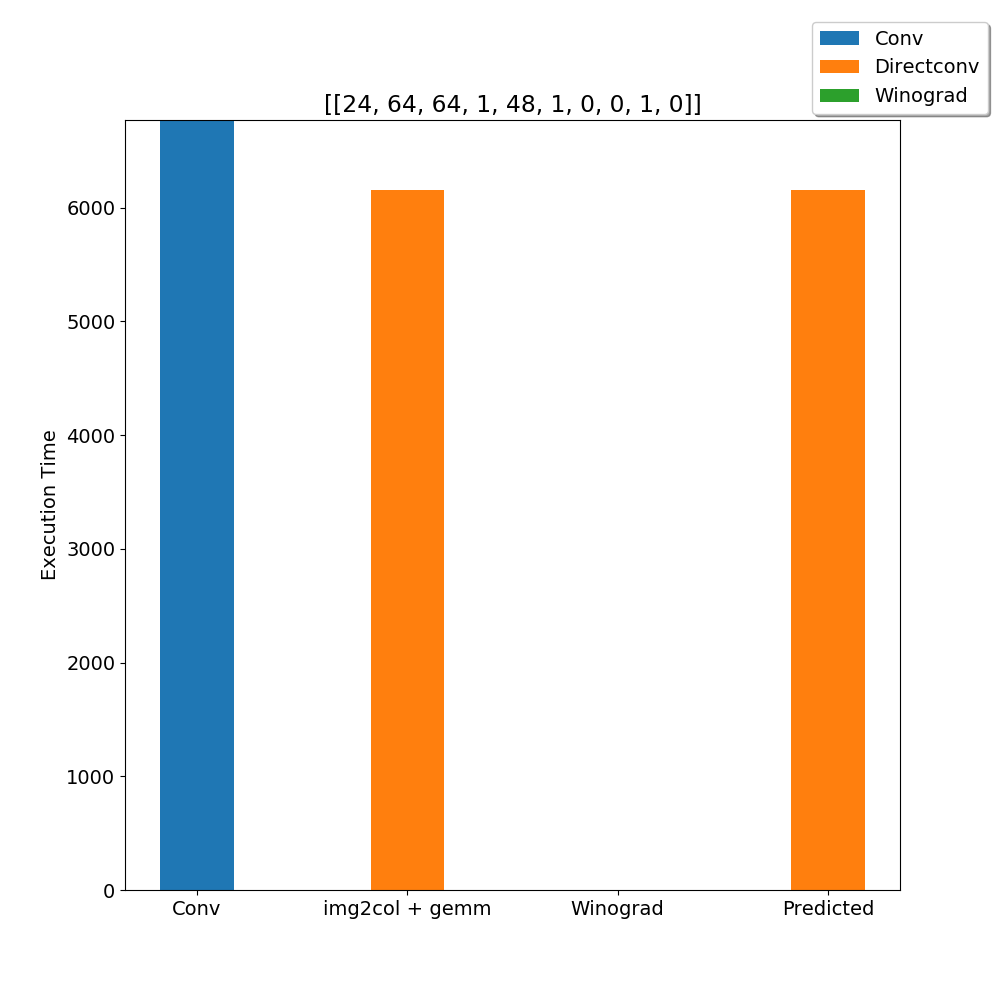 Conv
Directconv
Winograd
[[24, 64, 64, 1, 48, 1, 0, 0, 1, 0]]
6000
5000
4000
3000
2000
1000
0
Execution Time
Conv
img2col + gemm
Winograd
Predicted